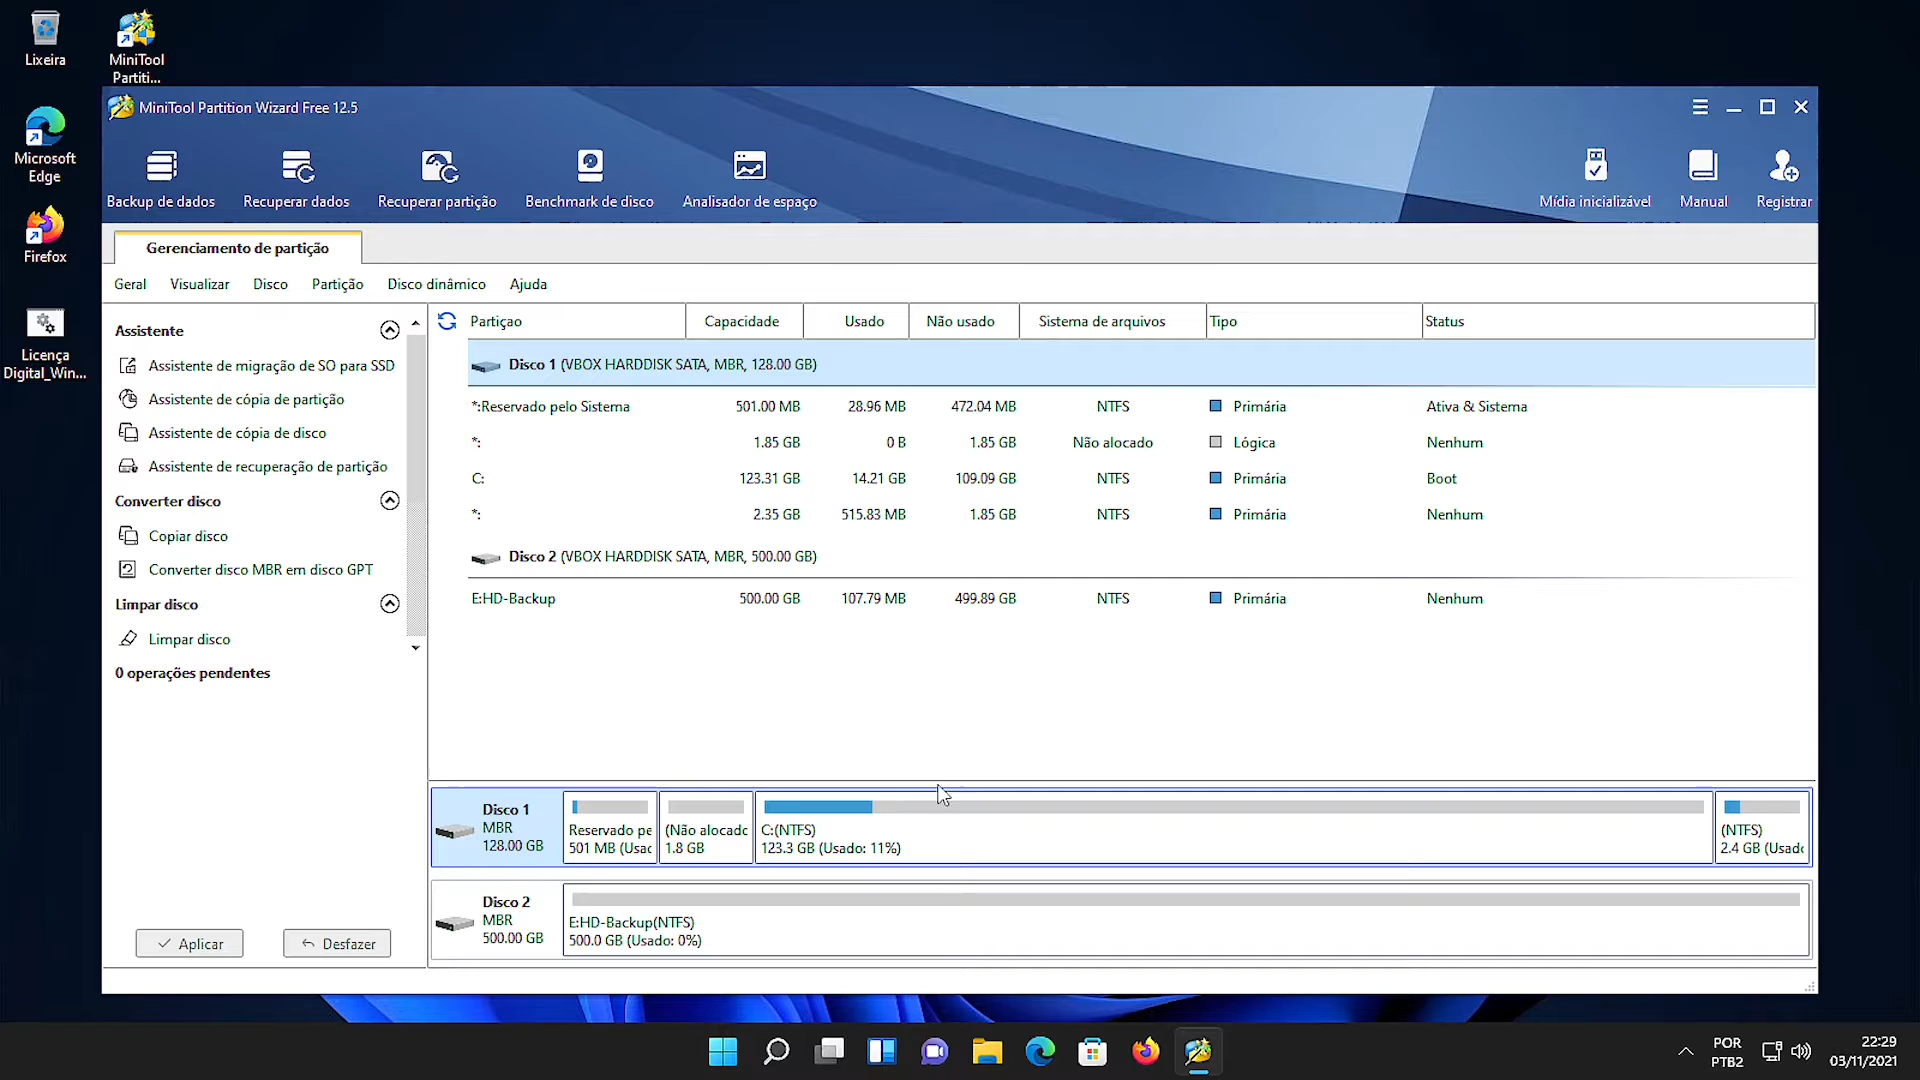 Lixeira
MiniTool
Partiti...
Microsoft
Edge
Firefox
Licença
Digital_Win...
MiniTool Partition Wizard Free 12.5
Backup de dados
Recuperar dados
Recuperar partição
Benchmark de disco
Analisador de espaço
Mídia inicializável
Manual
Registrar
Gerenciamento de partição
Geral Visualizar Disco Partição Disco dinâmico Ajuda
Assistente
Assistente de migração de SO para SSD
Assistente de cópia de partição
Assistente de cópia de disco
Assistente de recuperação de partição
Converter disco
Copiar disco
Converter disco MBR em disco GPT
Limpar disco
Limpar disco
0 operações pendentes
Aplicar
Desfazer
Partiçao Capacidade Usado Não usado Sistema de arquivos Tipo Status
Disco 1 (VBOX HARDDISK SATA, MBR, 128.00 GB)
*:Reservado pelo Sistema 501.00 MB 28.96 MB 472.04 MB NTFS Primária Ativa & Sistema
*: 1.85 GB 0 B 1.85 GB Não alocado Lógica Nenhum
C: 123.31 GB 14.21 GB 109.09 GB NTFS Primária Boot
*: 2.35 GB 515.83 MB 1.85 GB NTFS Primária Nenhum
Disco 2 (VBOX HARDDISK SATA, MBR, 500.00 GB)
E:HD-Backup 500.00 GB 107.79 MB 499.89 GB NTFS Primária Nenhum
Disco 1
MBR
128.00 GB
Reservado pe
501 MB (Usac
(Não alocado
1.8 GB
C:(NTFS)
123.3 GB (Usado: 11%)
(NTFS)
2.4 GB (Usado
Disco 2
MBR
500.00 GB
E:HD-Backup(NTFS)
500.0 GB (Usado: 0%)
POR
PTB2
22:29
03/11/2021